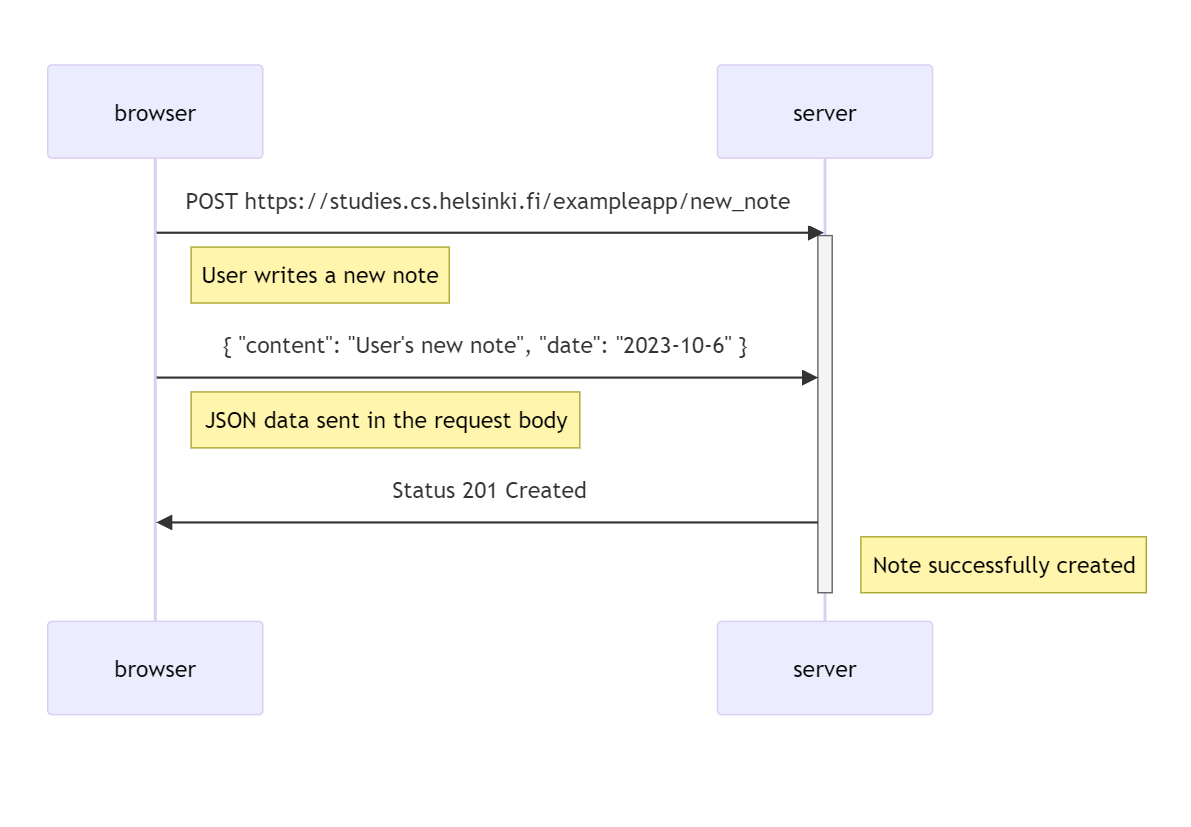 browser
server
POST https://studies.cs.helsinki.fi/exampleapp/new_note
User writes a new note
{ "content": "User's new note", "date": "2023-10-6" }
JSON data sent in the request body
Status 201 Created
Note successfully created
browser
server